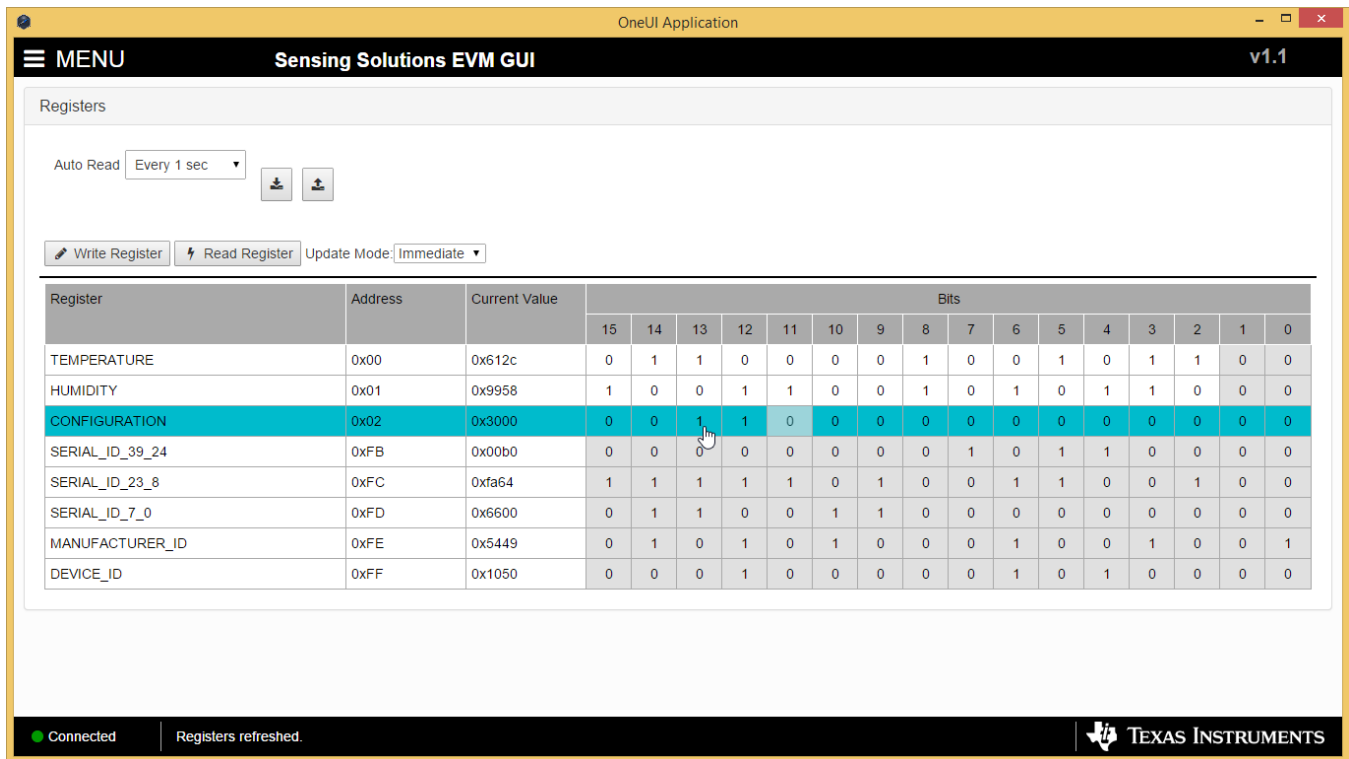 OneUI Application
MENU Sensing Solutions EVM GUI v1.1
Registers
Auto Read Every 1 sec
Write Register Read Register Update Mode: Immediate
Register Address Current Value Bits
15 14 13 12 11 10 9 8 7 6 5 4 3 2 1 0
TEMPERATURE 0x00 0x612c 0 1 1 0 0 0 0 1 0 0 1 0 1 1 0 0
HUMIDITY 0x01 0x9958 1 0 0 1 1 0 0 1 0 1 0 1 1 0 0 0
CONFIGURATION 0x02 0x3000 0 0 1 1 0 0 0 0 0 0 0 0 0 0 0 0
SERIAL_ID_39_24 0xFB 0x00b0 0 0 0 0 0 0 0 0 1 0 1 1 0 0 0 0
SERIAL_ID_23_8 0xFC 0xfa64 1 1 1 1 1 0 1 0 0 1 1 0 0 1 0 0
SERIAL_ID_7_0 0xFD 0x6600 0 1 1 0 0 1 1 0 0 0 0 0 0 0 0 0
MANUFACTURER_ID 0xFE 0x5449 0 1 0 1 0 1 0 0 0 1 0 0 1 0 0 1
DEVICE_ID 0xFF 0x1050 0 0 0 1 0 0 0 0 0 1 0 1 0 0 0 0
Connected Registers refreshed. TEXAS INSTRUMENTS